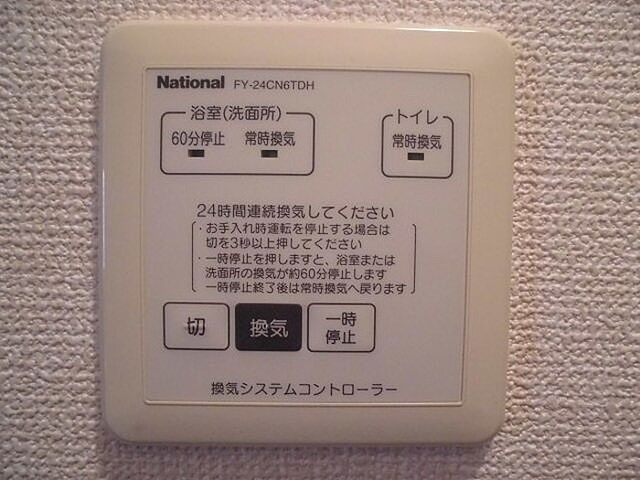 National FY-24CN6TDH
浴室(洗面所) トイレ
60分停止 常時換気 常時換気
24時間連続換気してください
・お手入れ時運転を停止する場合は
切を3秒以上押してください
・一時停止を押しますと、浴室または
洗面所の換気が約60分停止します
一時停止終了後は常時換気へ戻ります
切 換気 一時
停止
換気システムコントローラー